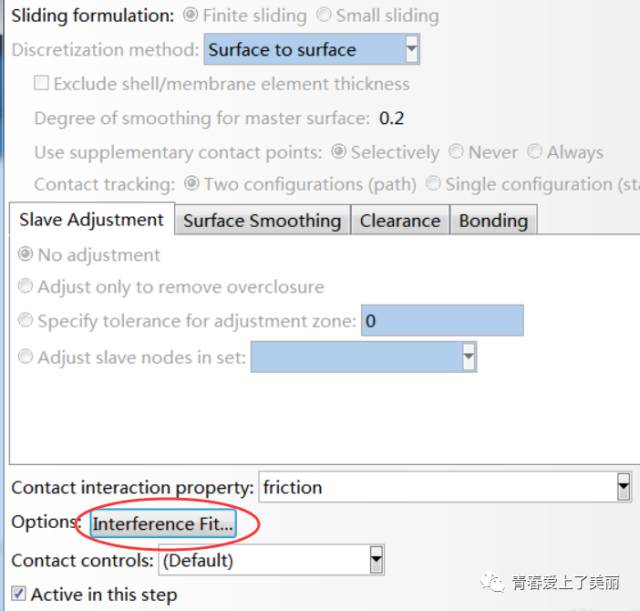 Sliding formulation: Finite sliding Small sliding
Discretization method: Surface to surface
Exclude shell/membrane element thickness
Degree of smoothing for master surface: 0.2
Use supplementary contact points: Selectively Never Always
Contact tracking: Two configurations (path) Single configuration (sta
Slave Adjustment Surface Smoothing Clearance Bonding
No adjustment
Adjust only to remove overclosure
Specify tolerance for adjustment zone: 0
Adjust slave nodes in set:
Contact interaction property: friction
Options: Interference Fit...
Contact controls: (Default)
Active in this step
青春爱上了美丽